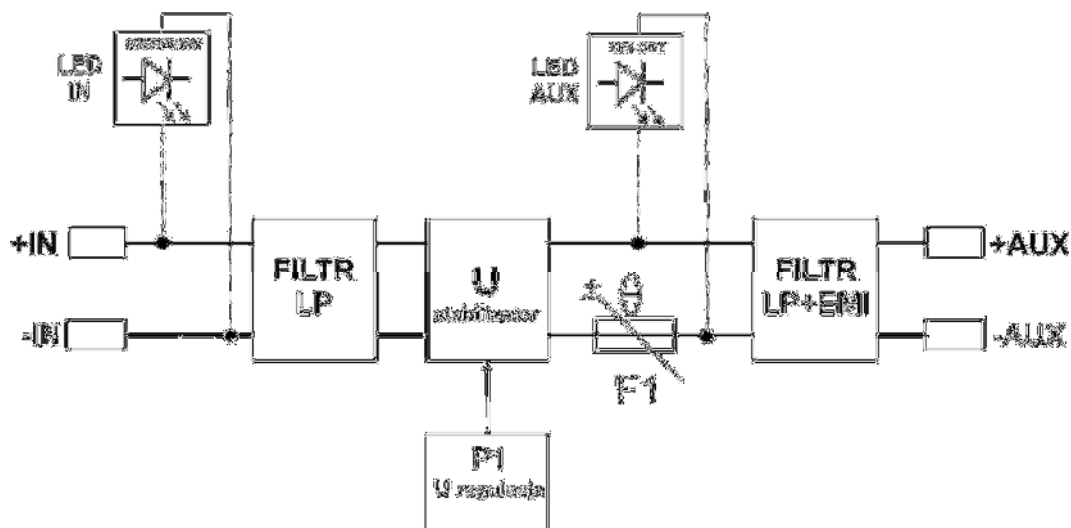 LED
IN
LED
AUX
+IN
FILTR
LP
U
stabilizator
FILTR
LP+EMI
+AUX
-IN
-AUX
F1
P1
U regulacja